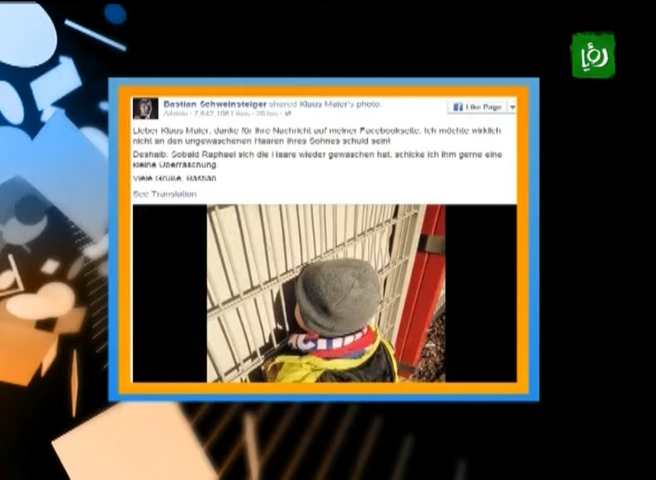 رؤيا
Bastian Schweinsteiger shared Klaus Maier's photo.
Like Page
Lieber Klaus Maier, danke für Ihre Nachricht auf meiner Facebookseite. Ich möchte wirklich
nicht an den ungewaschenen Haaren Ihres Sohnes schuld sein!
Deshalb: Sobald Raphael sich die Haare wieder gewaschen hat, schicke ich ihm gerne eine
kleine Überraschung.
Viele Grüße, Bastian
See Translation